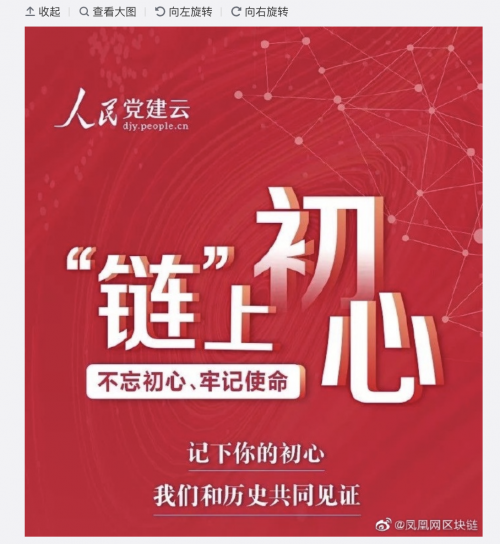 收起 查看大图 向左旋转 向右旋转
人民党建云
djy.people.cn
“链”上初心
不忘初心、牢记使命
记下你的初心
我们和历史共同见证
@凤凰网区块链